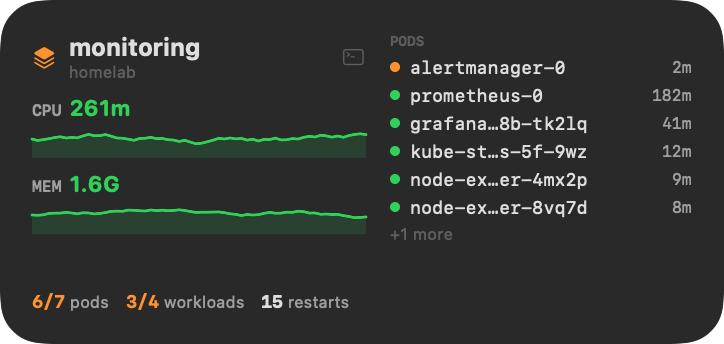 monitoring
homelab
CPU 261m
MEM 1.6G
6/7 pods 3/4 workloads 15 restarts
PODS
alertmanager-0 2m
prometheus-0 182m
grafana…8b-tk2lq 41m
kube-st…s-5f-9wz 12m
node-ex…er-4mx2p 9m
node-ex…er-8vq7d 8m
+1 more